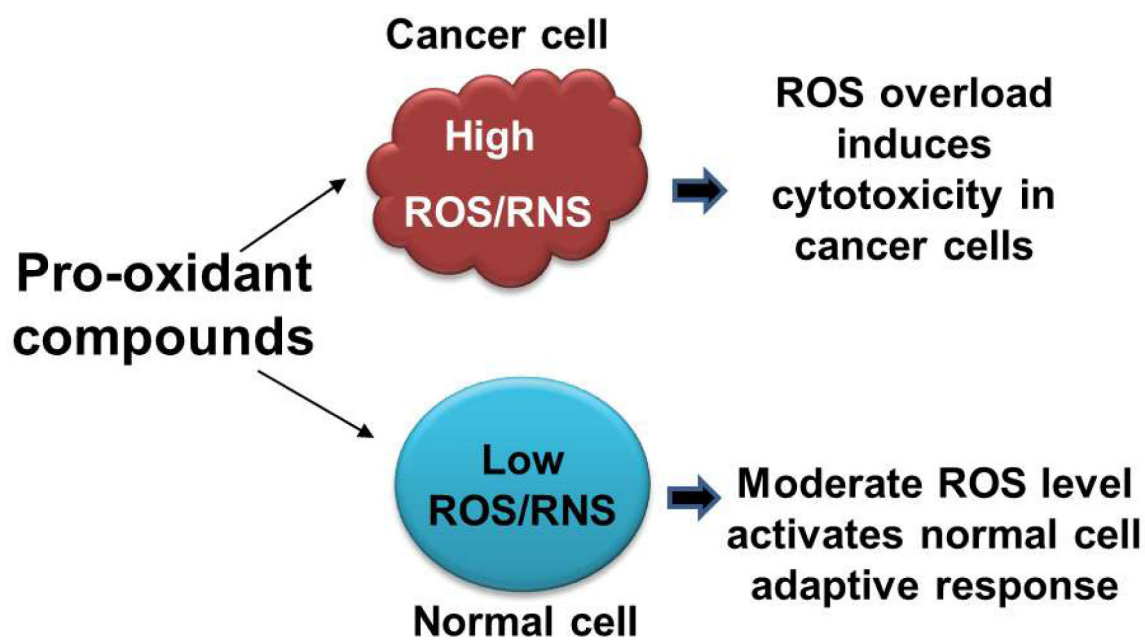 Cancer cell
High
ROS/RNS
ROS overload
induces
cytotoxicity in
cancer cells
Pro-oxidant
compounds
Low
ROS/RNS
Normal cell
Moderate ROS level
activates normal cell
adaptive response